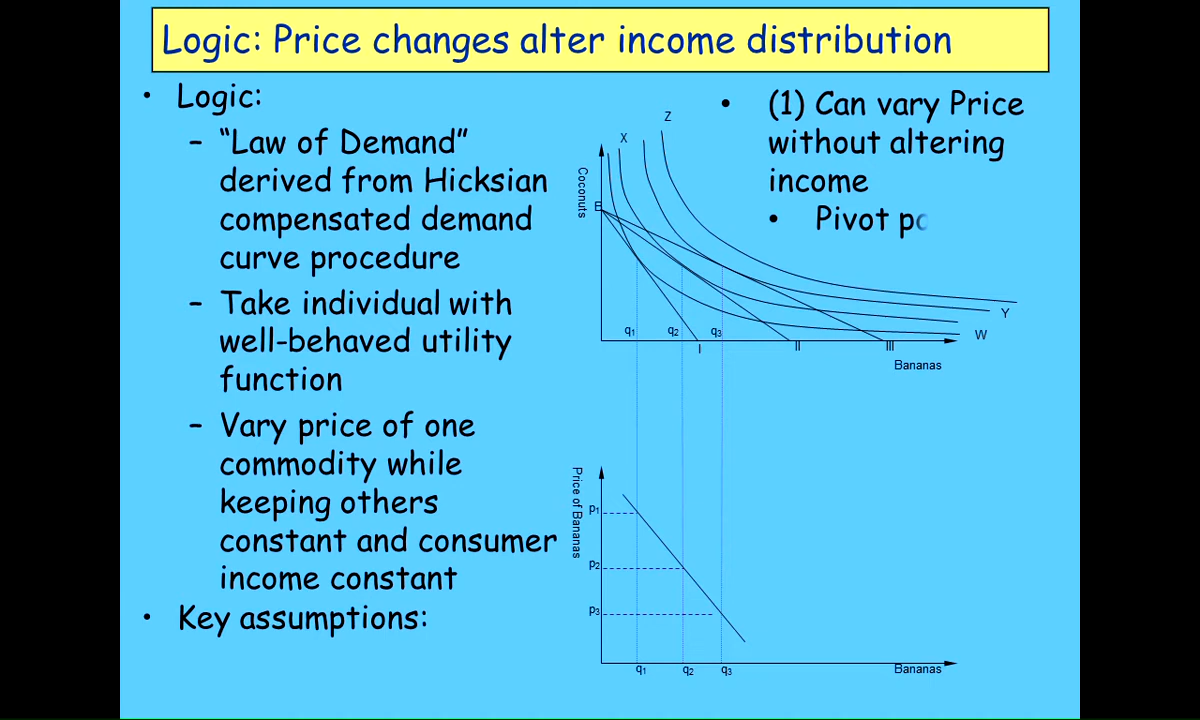 Logic: Price changes alter income distribution
• Logic:
– “Law of Demand”
derived from Hicksian
compensated demand
curve procedure
– Take individual with
well-behaved utility
function
– Vary price of one
commodity while
keeping others
constant and consumer
income constant
• Key assumptions:
• (1) Can vary Price
without altering
income
• Pivot
Z
X
Coconuts
B
Y
W
q1 q2 q3
I II III
Bananas
Price of Bananas
p1
p2
p3
q1 q2 q3
Bananas